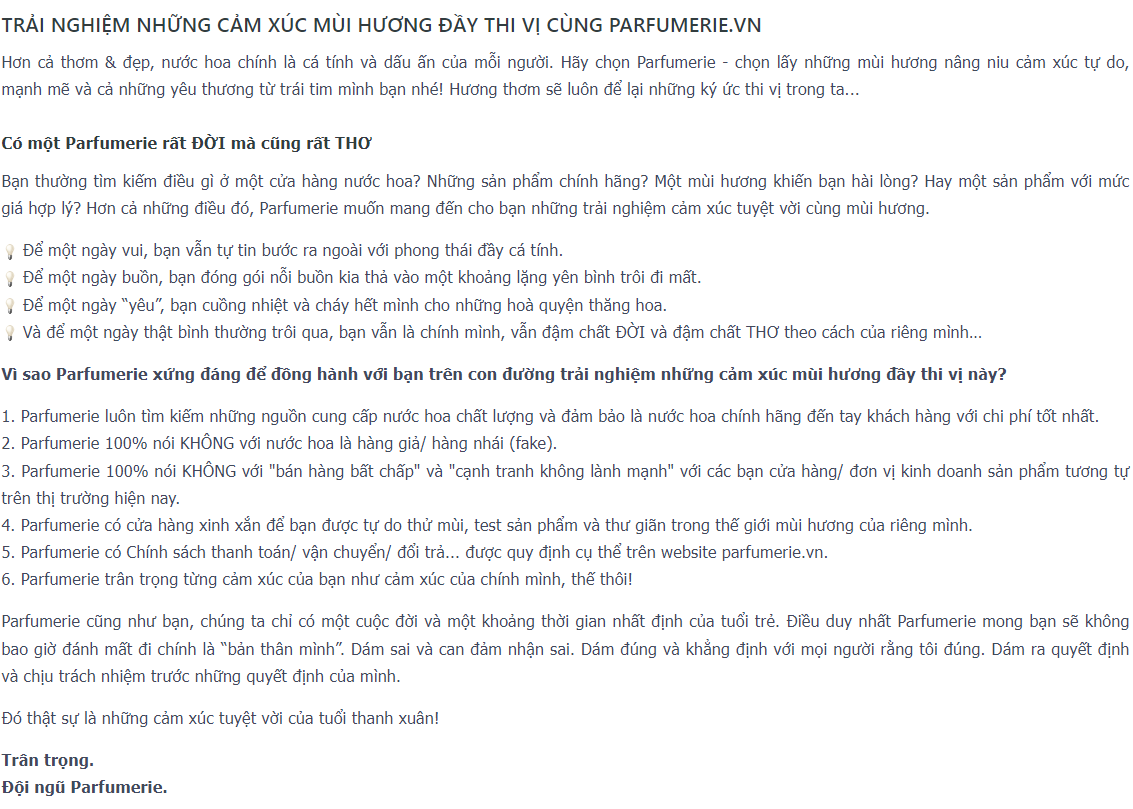 TRẢI NGHIỆM NHỮNG CẢM XÚC MÙI HƯƠNG ĐẦY THI VỊ CÙNG PARFUMERIE.VN
Hơn cả thơm & đẹp, nước hoa chính là cá tính và dấu ấn của mỗi người. Hãy chọn Parfumerie - chọn lấy những mùi hương nâng niu cảm xúc tự do,
mạnh mẽ và cả những yêu thương từ trái tim mình bạn nhé! Hương thơm sẽ luôn để lại những ký ức thi vị trong ta...
Có một Parfumerie rất ĐỜI mà cũng rất THƠ
Bạn thường tìm kiếm điều gì ở một cửa hàng nước hoa? Những sản phẩm chính hãng? Một mùi hương khiến bạn hài lòng? Hay một sản phẩm với mức
giá hợp lý? Hơn cả những điều đó, Parfumerie muốn mang đến cho bạn những trải nghiệm cảm xúc tuyệt vời cùng mùi hương.
Để một ngày vui, bạn vẫn tự tin bước ra ngoài với phong thái đầy cá tính.
Để một ngày buồn, bạn đóng gói nỗi buồn kia thả vào một khoảng lặng yên bình trôi đi mất.
Để một ngày “yêu”, bạn cuồng nhiệt và cháy hết mình cho những hoà quyện thăng hoa.
Và để một ngày thật bình thường trôi qua, bạn vẫn là chính mình, vẫn đậm chất ĐỜI và đậm chất THƠ theo cách của riêng mình...
Vì sao Parfumerie xứng đáng để đồng hành với bạn trên con đường trải nghiệm những cảm xúc mùi hương đầy thi vị này?
1. Parfumerie luôn tìm kiếm những nguồn cung cấp nước hoa chất lượng và đảm bảo là nước hoa chính hãng đến tay khách hàng với chi phí tốt nhất.
2. Parfumerie 100% nói KHÔNG với nước hoa là hàng giả/ hàng nhái (fake).
3. Parfumerie 100% nói KHÔNG với "bán hàng bất chấp" và "cạnh tranh không lành mạnh" với các bạn cửa hàng/ đơn vị kinh doanh sản phẩm tương tự
trên thị trường hiện nay.
4. Parfumerie có cửa hàng xinh xắn để bạn được tự do thử mùi, test sản phẩm và thư giãn trong thế giới mùi hương của riêng mình.
5. Parfumerie có Chính sách thanh toán/ vận chuyển/ đổi trả... được quy định cụ thể trên website parfumerie.vn.
6. Parfumerie trân trọng từng cảm xúc của bạn như cảm xúc của chính mình, thế thôi!
Parfumerie cũng như bạn, chúng ta chỉ có một cuộc đời và một khoảng thời gian nhất định của tuổi trẻ. Điều duy nhất Parfumerie mong bạn sẽ không
bao giờ đánh mất đi chính là “bản thân mình”. Dám sai và can đảm nhận sai. Dám đúng và khẳng định với mọi người rằng tôi đúng. Dám ra quyết định
và chịu trách nhiệm trước những quyết định của mình.
Đó thật sự là những cảm xúc tuyệt vời của tuổi thanh xuân!
Trân trọng.
Đội ngũ Parfumerie.